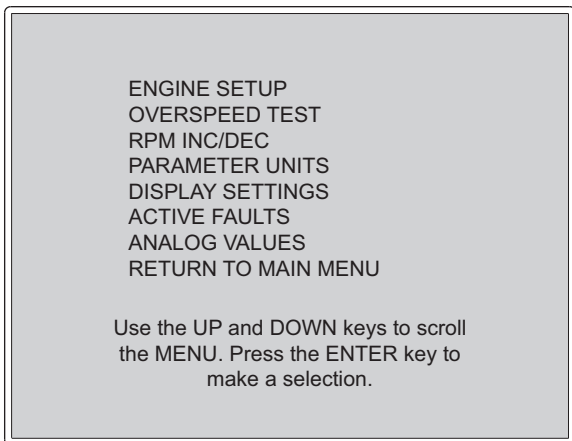 ENGINE SETUP
OVERSPEED TEST
RPM INC/DEC
PARAMETER UNITS
DISPLAY SETTINGS
ACTIVE FAULTS
ANALOG VALUES
RETURN TO MAIN MENU
Use the UP and DOWN keys to scroll
the MENU. Press the ENTER key to
make a selection.